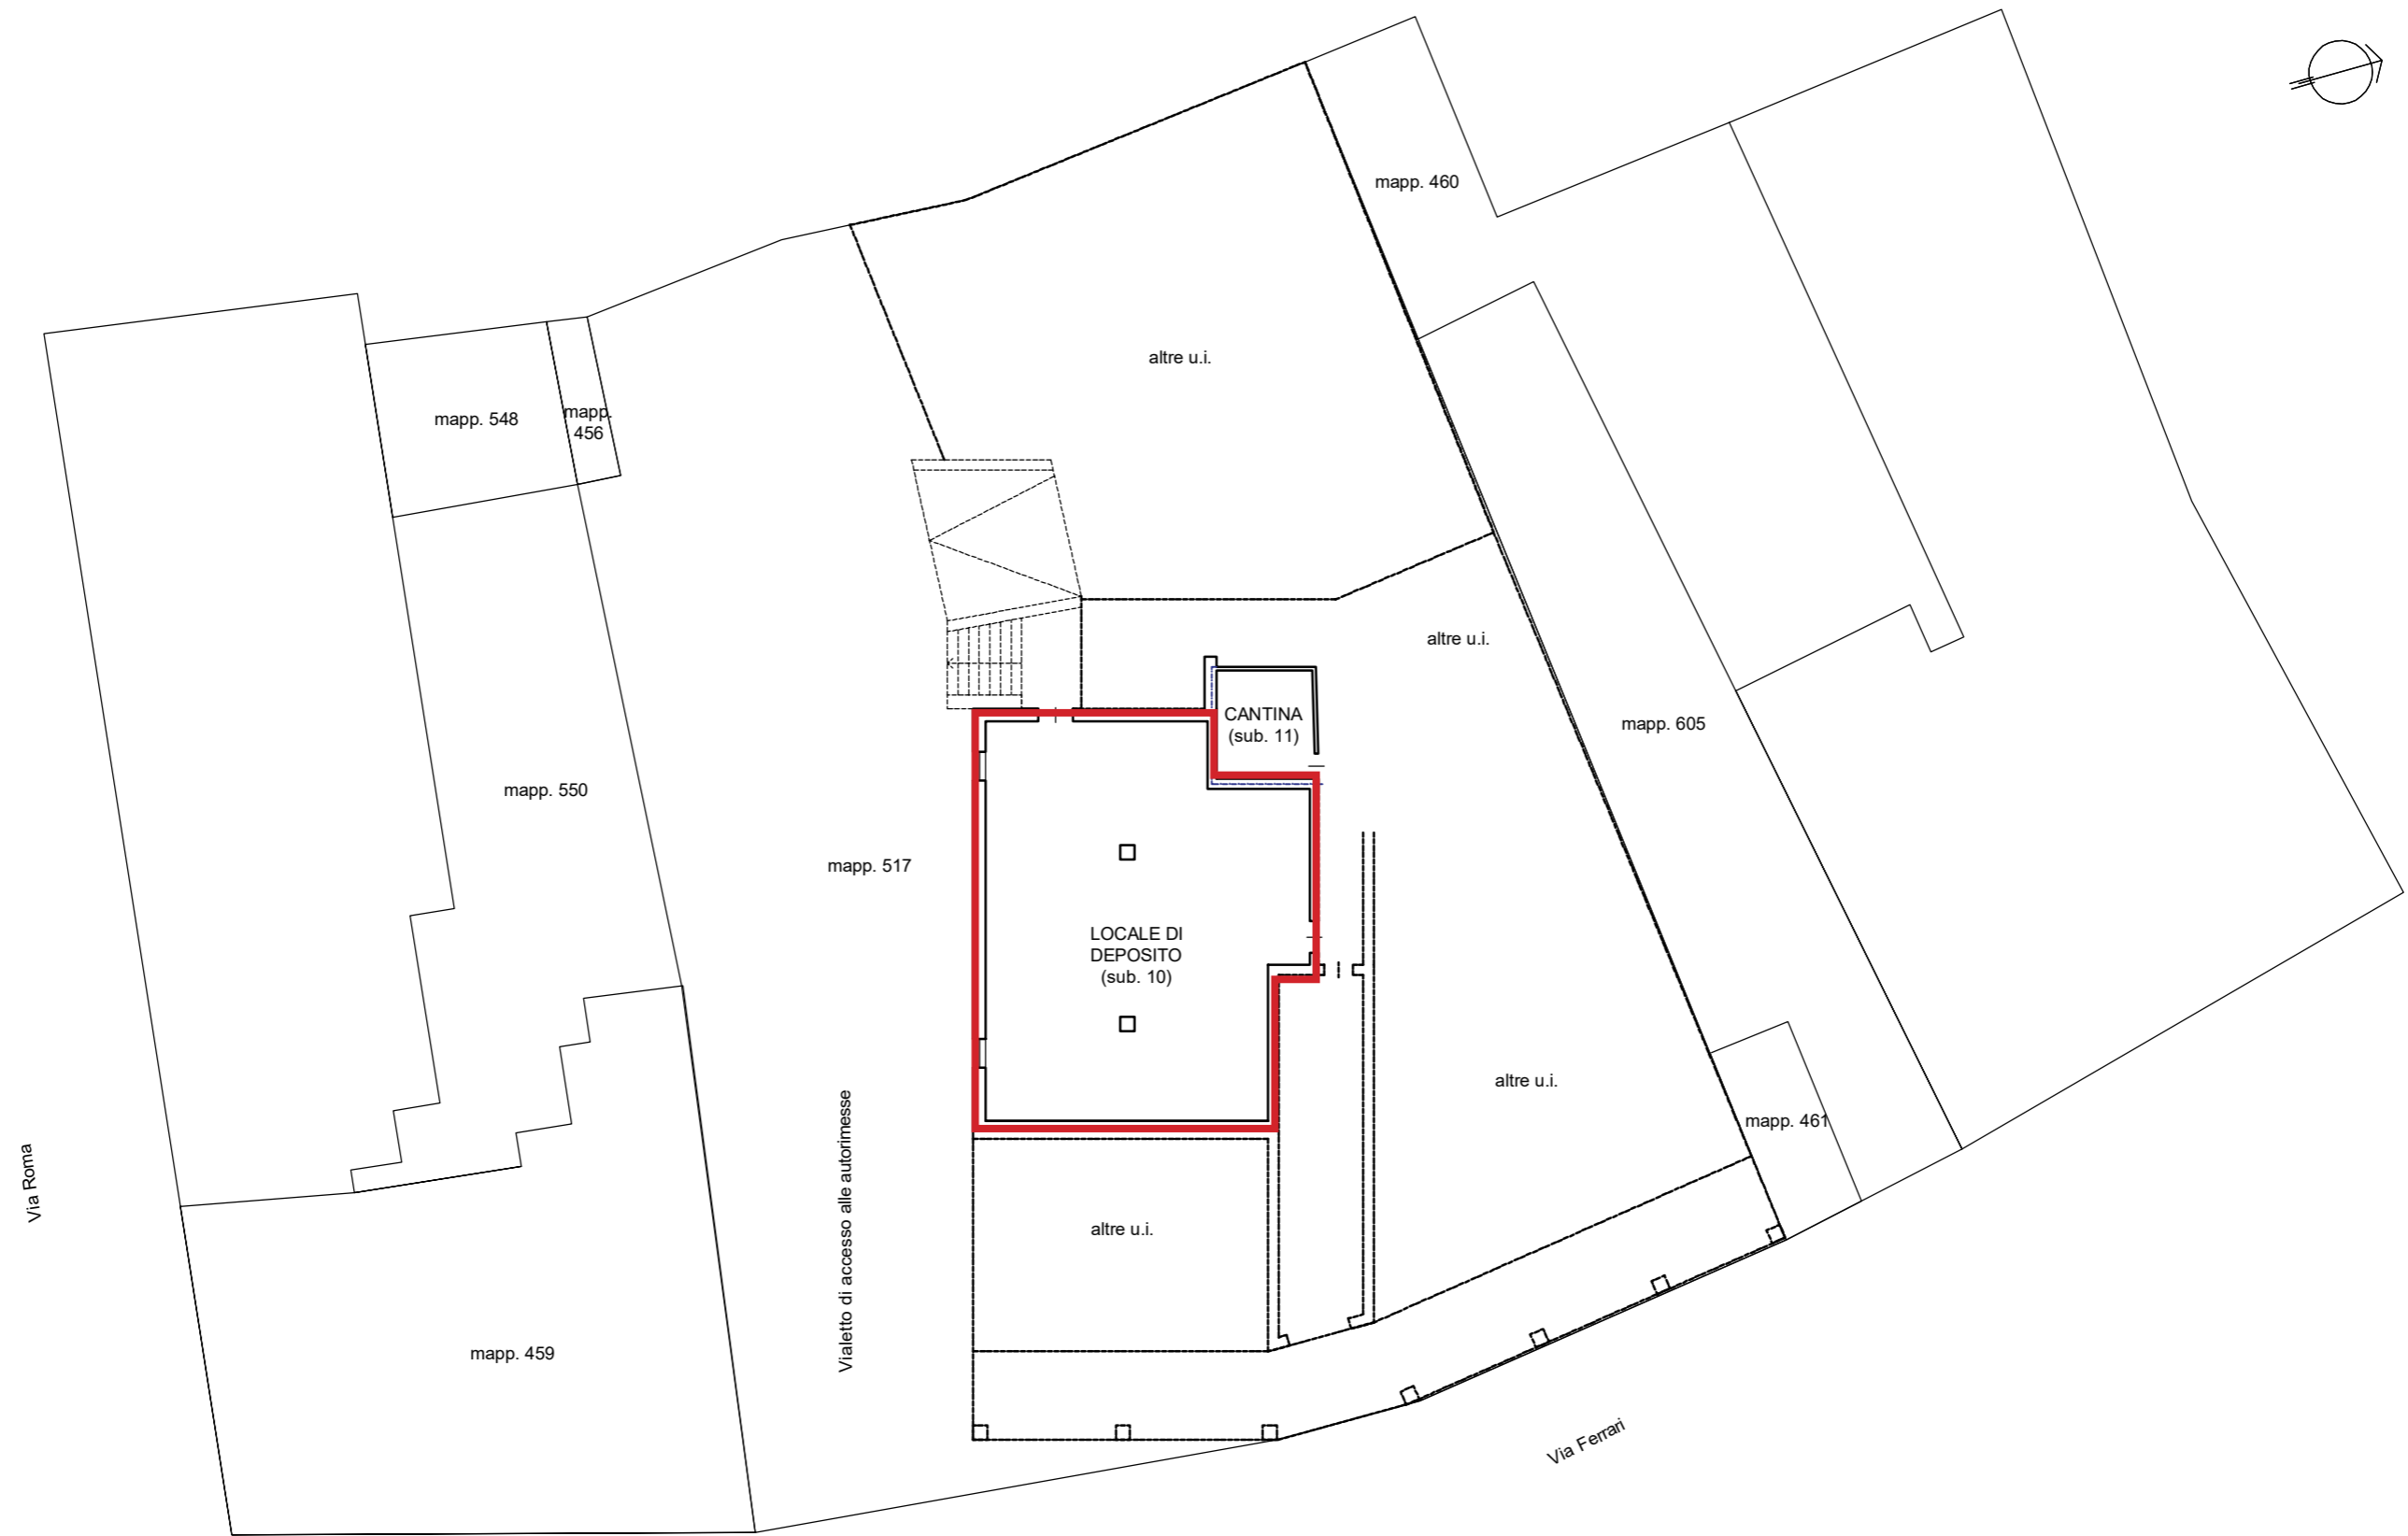 mapp. 460
altre u.i.
mapp. 548
mapp.
456
altre u.i.
CANTINA
(sub. 11)
mapp. 605
mapp. 550
mapp. 517
LOCALE DI
DEPOSITO
(sub. 10)
altre u.i.
mapp. 461
Via Roma
Vialetto di accesso alle autorimesse
altre u.i.
mapp. 459
Via Ferrari